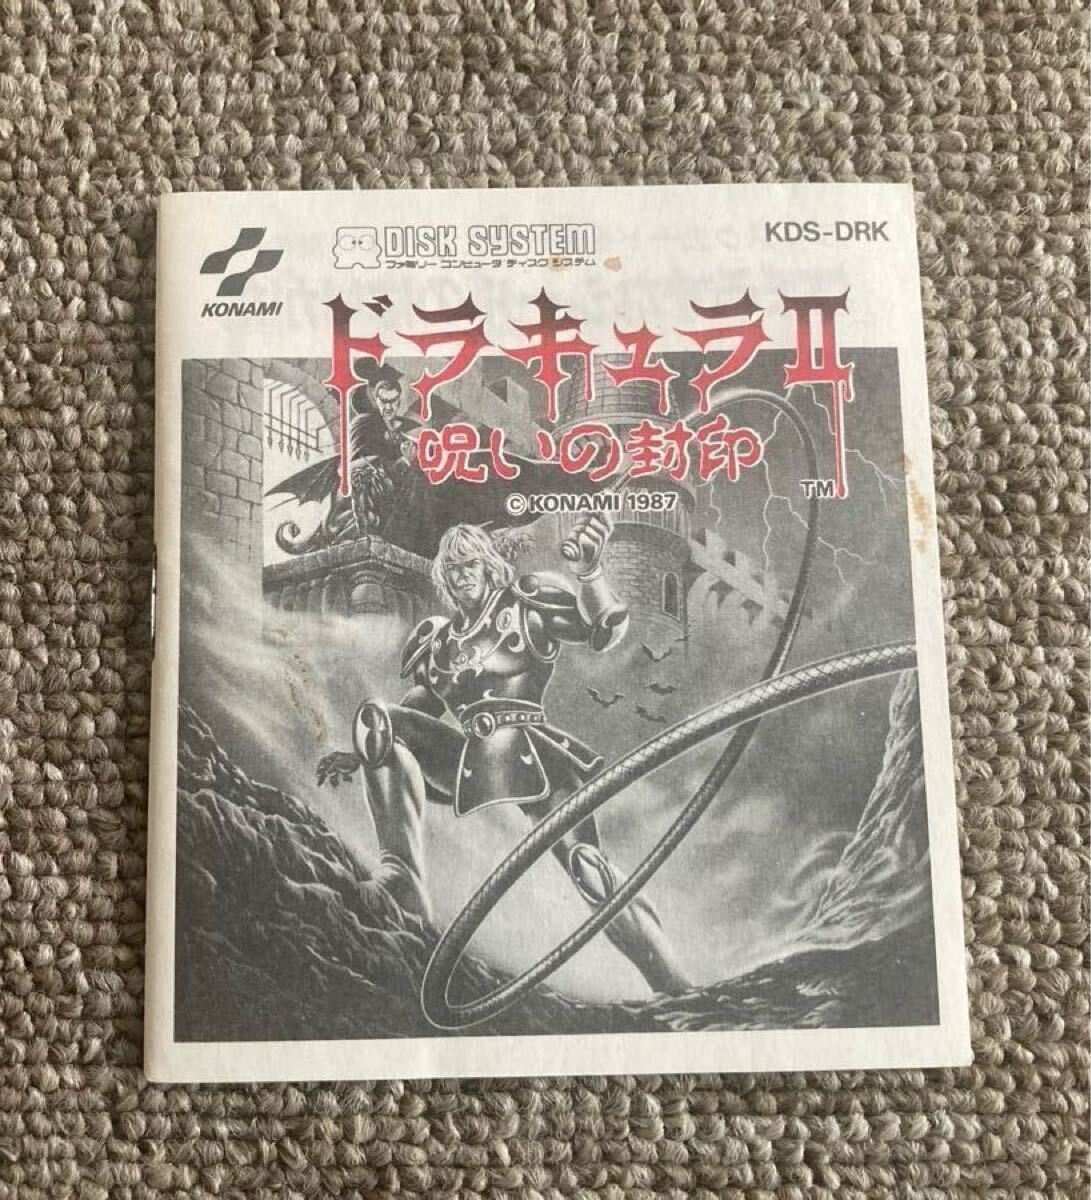 KONAMI
DISK SYSTEM
ファミリー コンピュータ ディスク システム
KDS-DRK
ドラキュラII
呪いの封印
TM
© KONAMI 1987